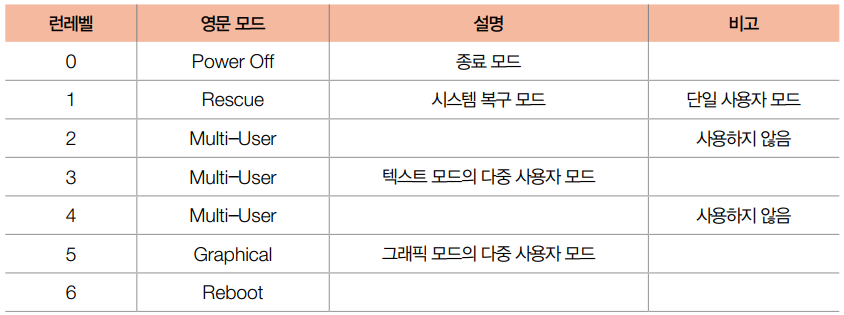 런레벨 영문 모드 설명 비고
0 Power Off 종료 모드
1 Rescue 시스템 복구 모드 단일 사용자 모드
2 Multi-User 사용하지 않음
3 Multi-User 텍스트 모드의 다중 사용자 모드
4 Multi-User 사용하지 않음
5 Graphical 그래픽 모드의 다중 사용자 모드
6 Reboot